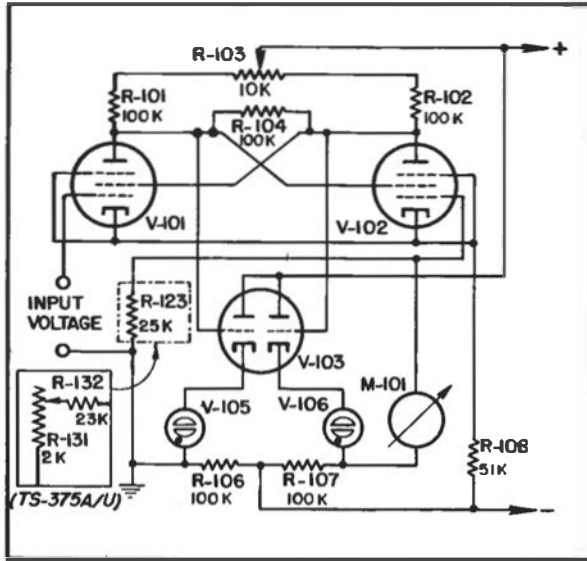 R-103
+
10K
R-101
100K
R-102
100K
R-104
100K
V-101
V-102
INPUT
VOLTAGE
R-123
25K
V-103
R-132
23K
R-131
2K
(TS-375A/U)
V-105
V-106
M-101
R-108
51K
R-106
100K
R-107
100K
-